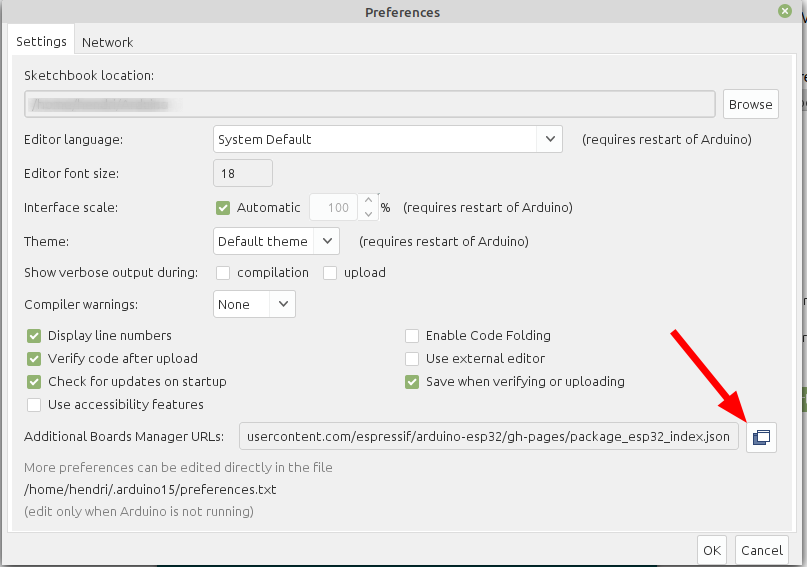 Preferences
Settings Network
Sketchbook location:
Browse
Editor language: System Default (requires restart of Arduino)
Editor font size: 18
Interface scale: Automatic 100 % (requires restart of Arduino)
Theme: Default theme (requires restart of Arduino)
Show verbose output during: compilation upload
Compiler warnings: None
Display line numbers Enable Code Folding
Verify code after upload Use external editor
Check for updates on startup Save when verifying or uploading
Use accessibility features
Additional Boards Manager URLs: usercontent.com/espressif/arduino-esp32/gh-pages/package_esp32_index.json
More preferences can be edited directly in the file
/home/hendri/.arduino15/preferences.txt
(edit only when Arduino is not running)
OK Cancel